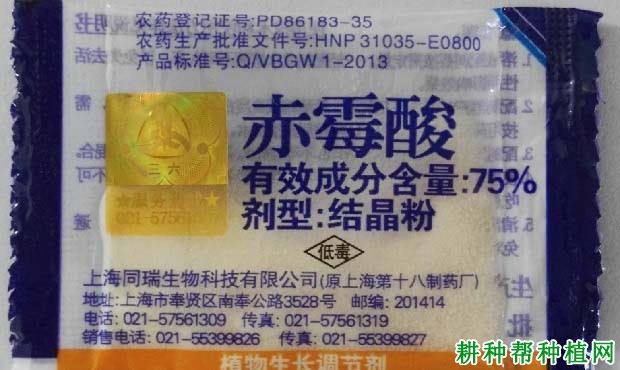 农药登记证号:PD86183-35
农药生产批准文件号:HNP 31035-E0800
产品标准号:Q/VBGW 1-2013
三六
021-57561
赤霉酸
有效成分含量:75%
剂型:结晶粉
低毒
上海同瑞生物科技有限公司(原上海第十八制药厂)
地址:上海市奉贤区南奉公路3528号 邮编:201414
电话:021-57561309 传真:021-57561319
销售电话:021-55399826 传真:021-55399827
植物生长调节剂
耕种帮种植网